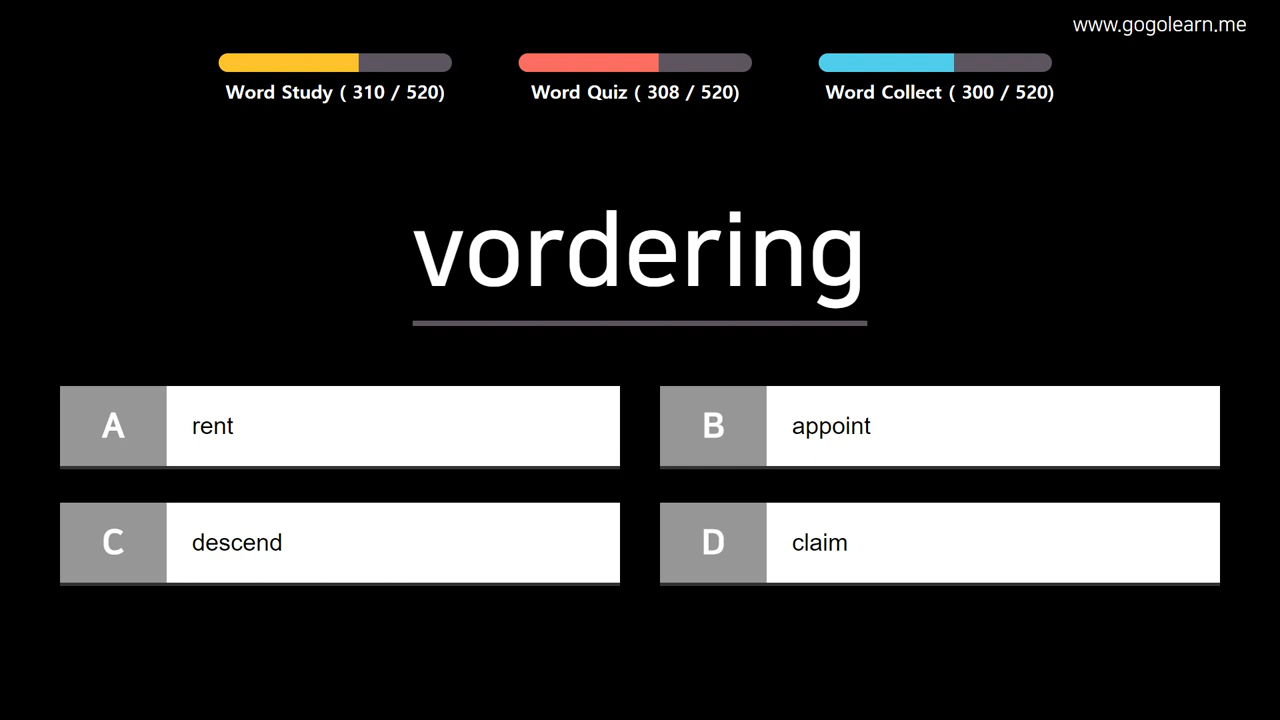 www.gogolearn.me
Word Study ( 310 / 520)
Word Quiz ( 308 / 520)
Word Collect ( 300 / 520)
vordering
A rent
B appoint
C descend
D claim